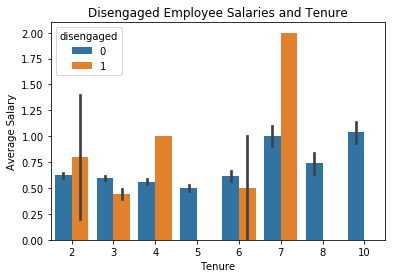 Disengaged Employee Salaries and Tenure
disengaged
0
1
2.00
1.75
1.50
1.25
1.00
0.75
0.50
0.25
0.00
Average Salary
2 3 4 5 6 7 8 10
Tenure